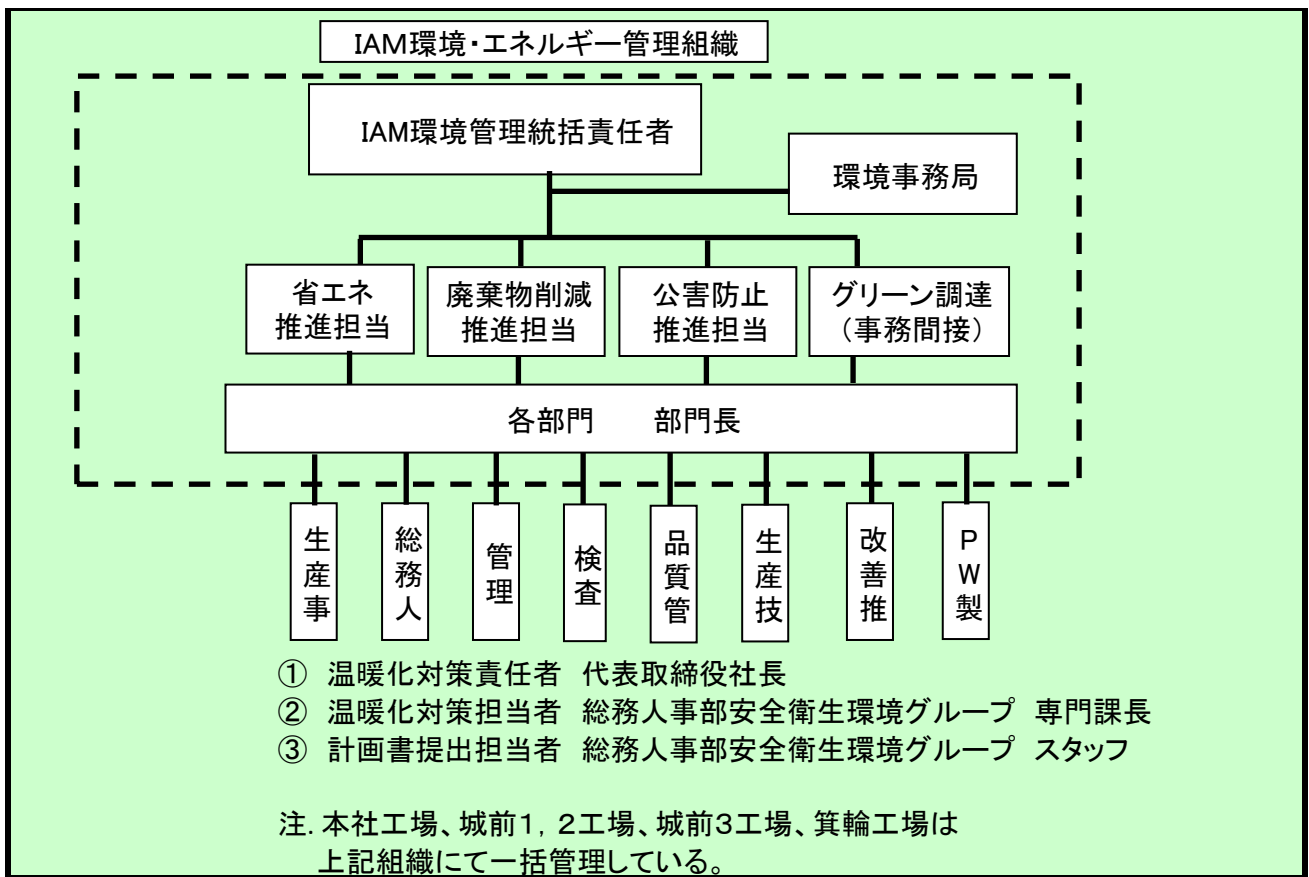 IAM環境・エネルギー管理組織
IAM環境管理統括責任者
環境事務局
省エネ
推進担当
廃棄物削減
推進担当
公害防止
推進担当
グリーン調達
（事務間接）
各部門　　部門長
生産事
総務人
管理
検査
品質管
生産技
改善推
PW製
① 温暖化対策責任者　代表取締役社長
② 温暖化対策担当者　総務人事部安全衛生環境グループ　専門課長
③ 計画書提出担当者　総務人事部安全衛生環境グループ　スタッフ
注. 本社工場、城前1，2工場、城前3工場、箕輪工場は
上記組織にて一括管理している。